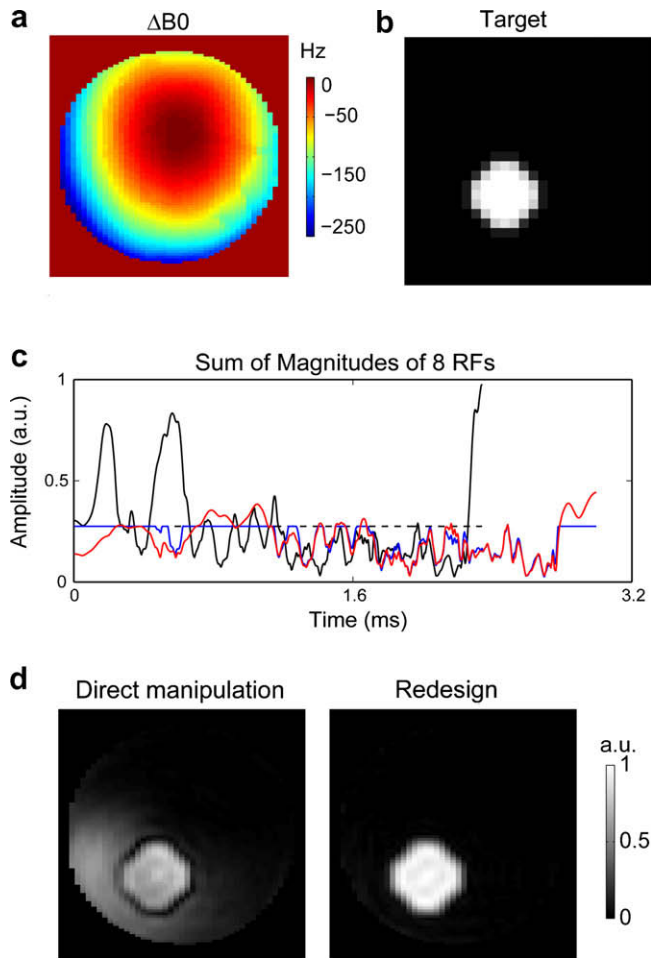 a
ΔB0
Hz
0
−50
−150
−250
b
Target
c
Sum of Magnitudes of 8 RFs
Amplitude (a.u.)
1
0.5
0
0
1.6
3.2
Time (ms)
d
Direct manipulation
Redesign
a.u.
1
0.5
0